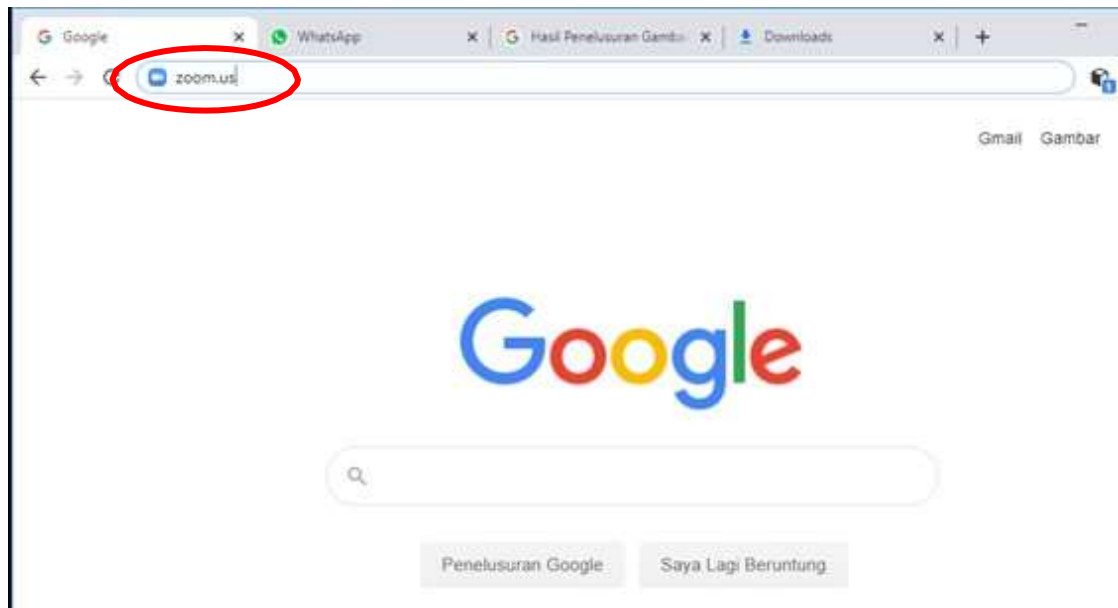 Google WhatsApp Hasil Penelusuran Gamba Downloads
zoom.us
Gmail Gambar
Google
Penelusuran Google Saya Lagi Beruntung